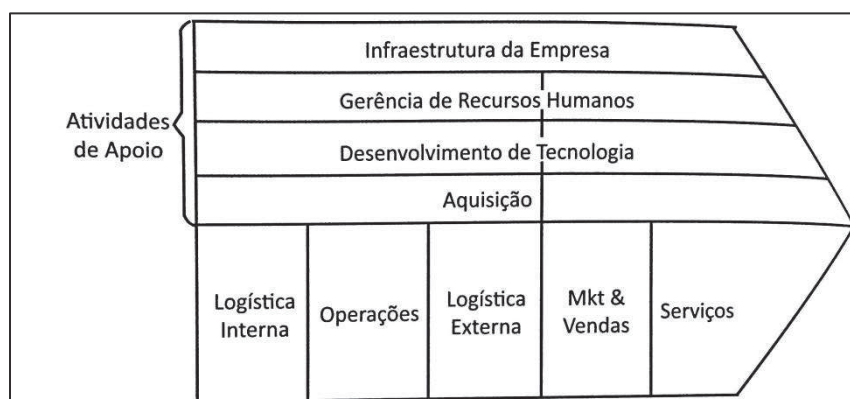 Infraestrutura da Empresa
Gerência de Recursos Humanos
Atividades
de Apoio
Desenvolvimento de Tecnologia
Aquisição
Logística
Interna
Operações
Logística
Externa
Mkt &
Vendas
Serviços